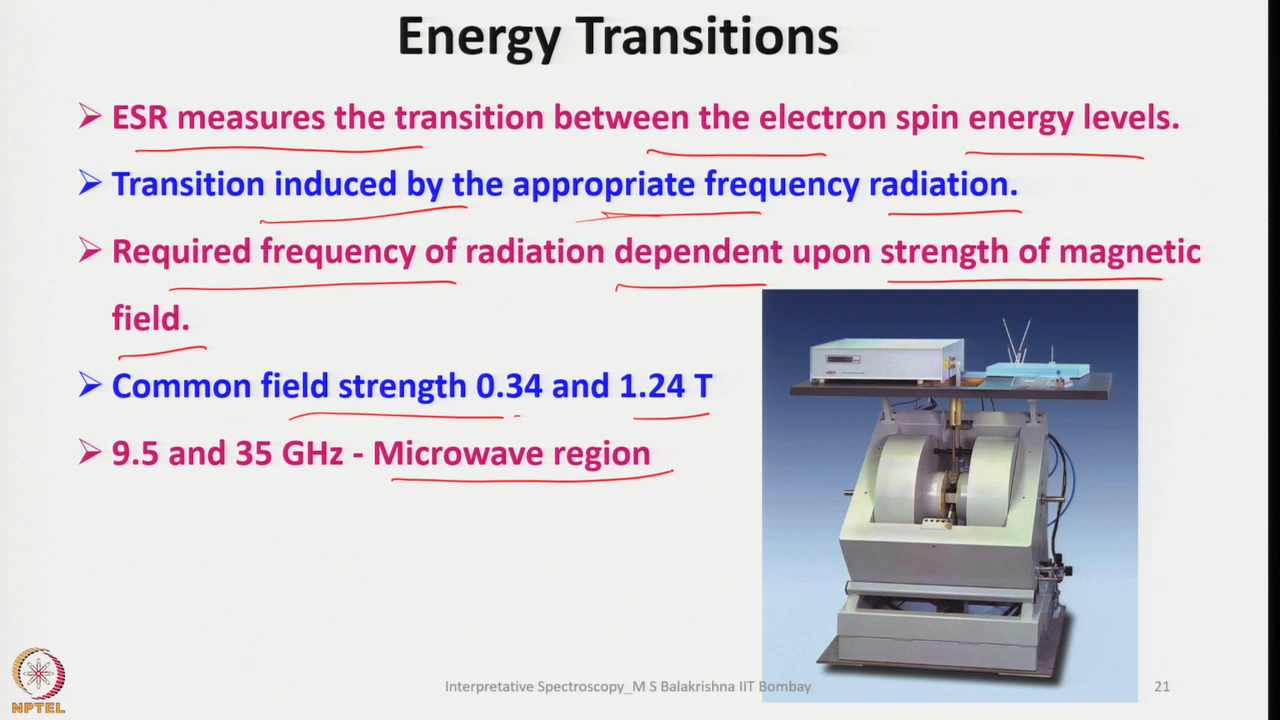 Energy Transitions
➢ ESR measures the transition between the electron spin energy levels.
➢ Transition induced by the appropriate frequency radiation.
➢ Required frequency of radiation dependent upon strength of magnetic
field.
➢ Common field strength 0.34 and 1.24 T
➢ 9.5 and 35 GHz - Microwave region
Interpretative Spectroscopy_M S Balakrishna IIT Bombay
21
NPTEL